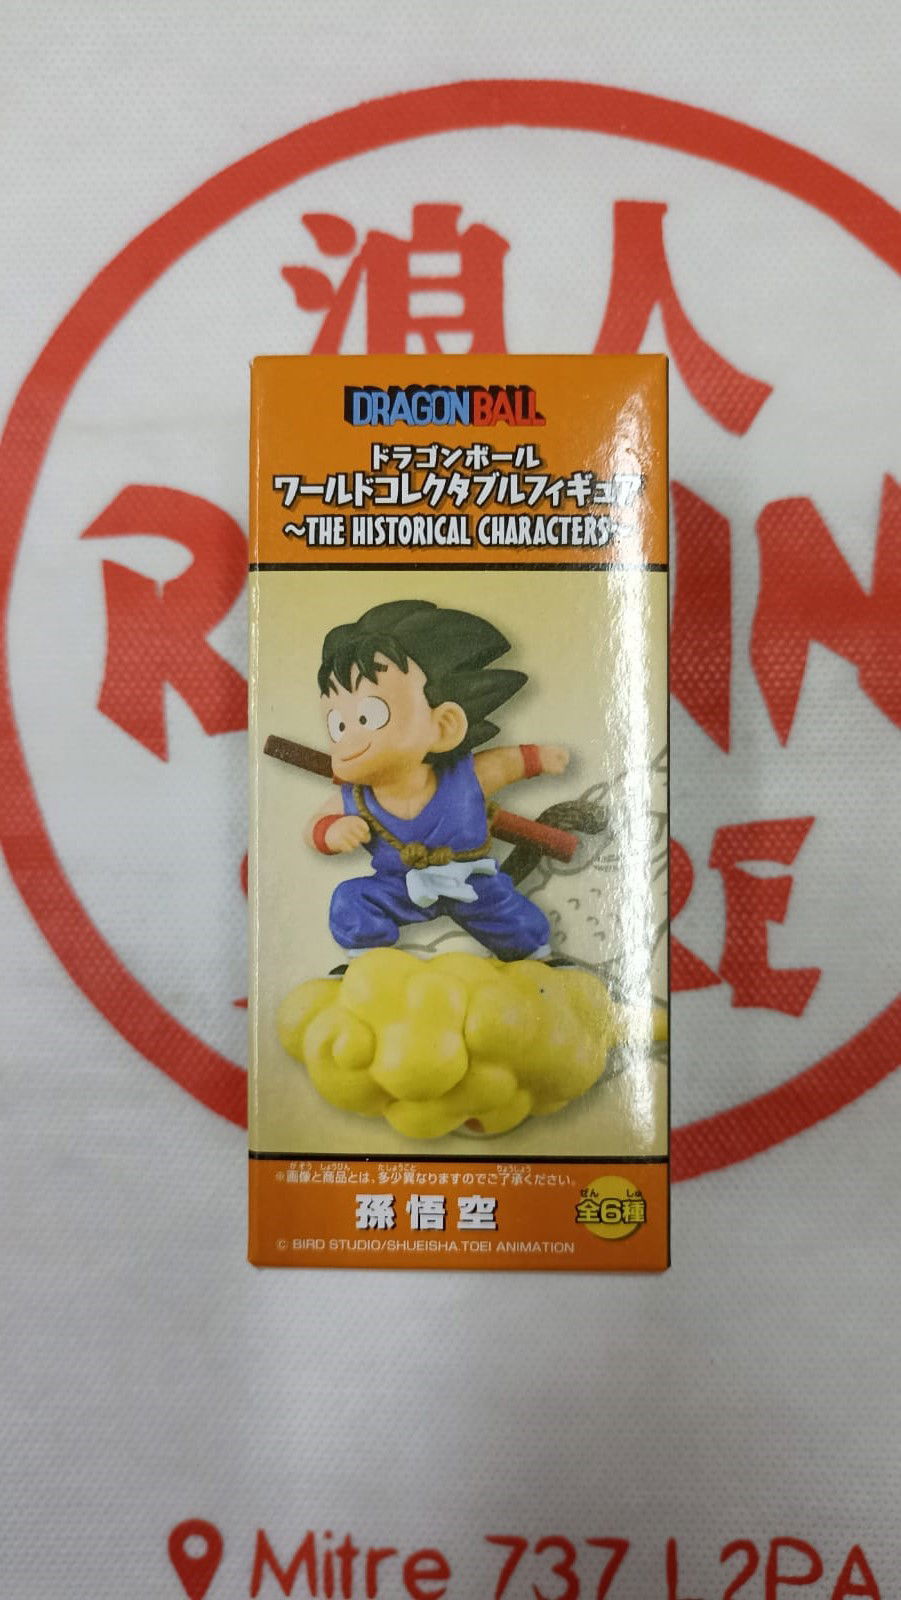 浪人
DRAGONBALL
ドラゴンボール
ワールドコレクタブルフィギュア
~THE HISTORICAL CHARACTERS~
※画像と商品とは、多少異なりますのでご了承ください。
孫悟空
全6種
© BIRD STUDIO/SHUEISHA.TOEI ANIMATION
Mitre 737 L2PA